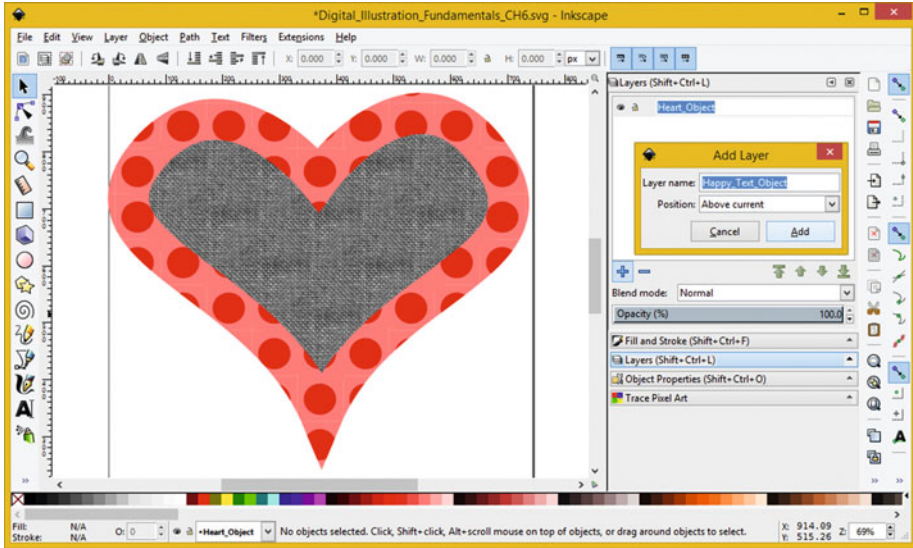 *Digital_Illustration_Fundamentals_CH6.svg - Inkscape
File Edit View Layer Object Path Text Filters Extensions Help
X: 0.000 Y: 0.000 W: 0.000 H: 0.000 px
Layers (Shift+Ctrl+L)
Heart_Object
Add Layer
Layer name: Happy_Text_Object
Position: Above current
Cancel Add
Blend mode: Normal
Opacity (%) 100.0
Fill and Stroke (Shift+Ctrl+F)
Layers (Shift+Ctrl+L)
Object Properties (Shift+Ctrl+O)
Trace Pixel Art
Fill: N/A
Stroke: N/A
O: 0 •Heart_Object No objects selected. Click, Shift+click, Alt+scroll mouse on top of objects, or drag around objects to select.
X: 914.09
Y: 515.26
Z: 69%